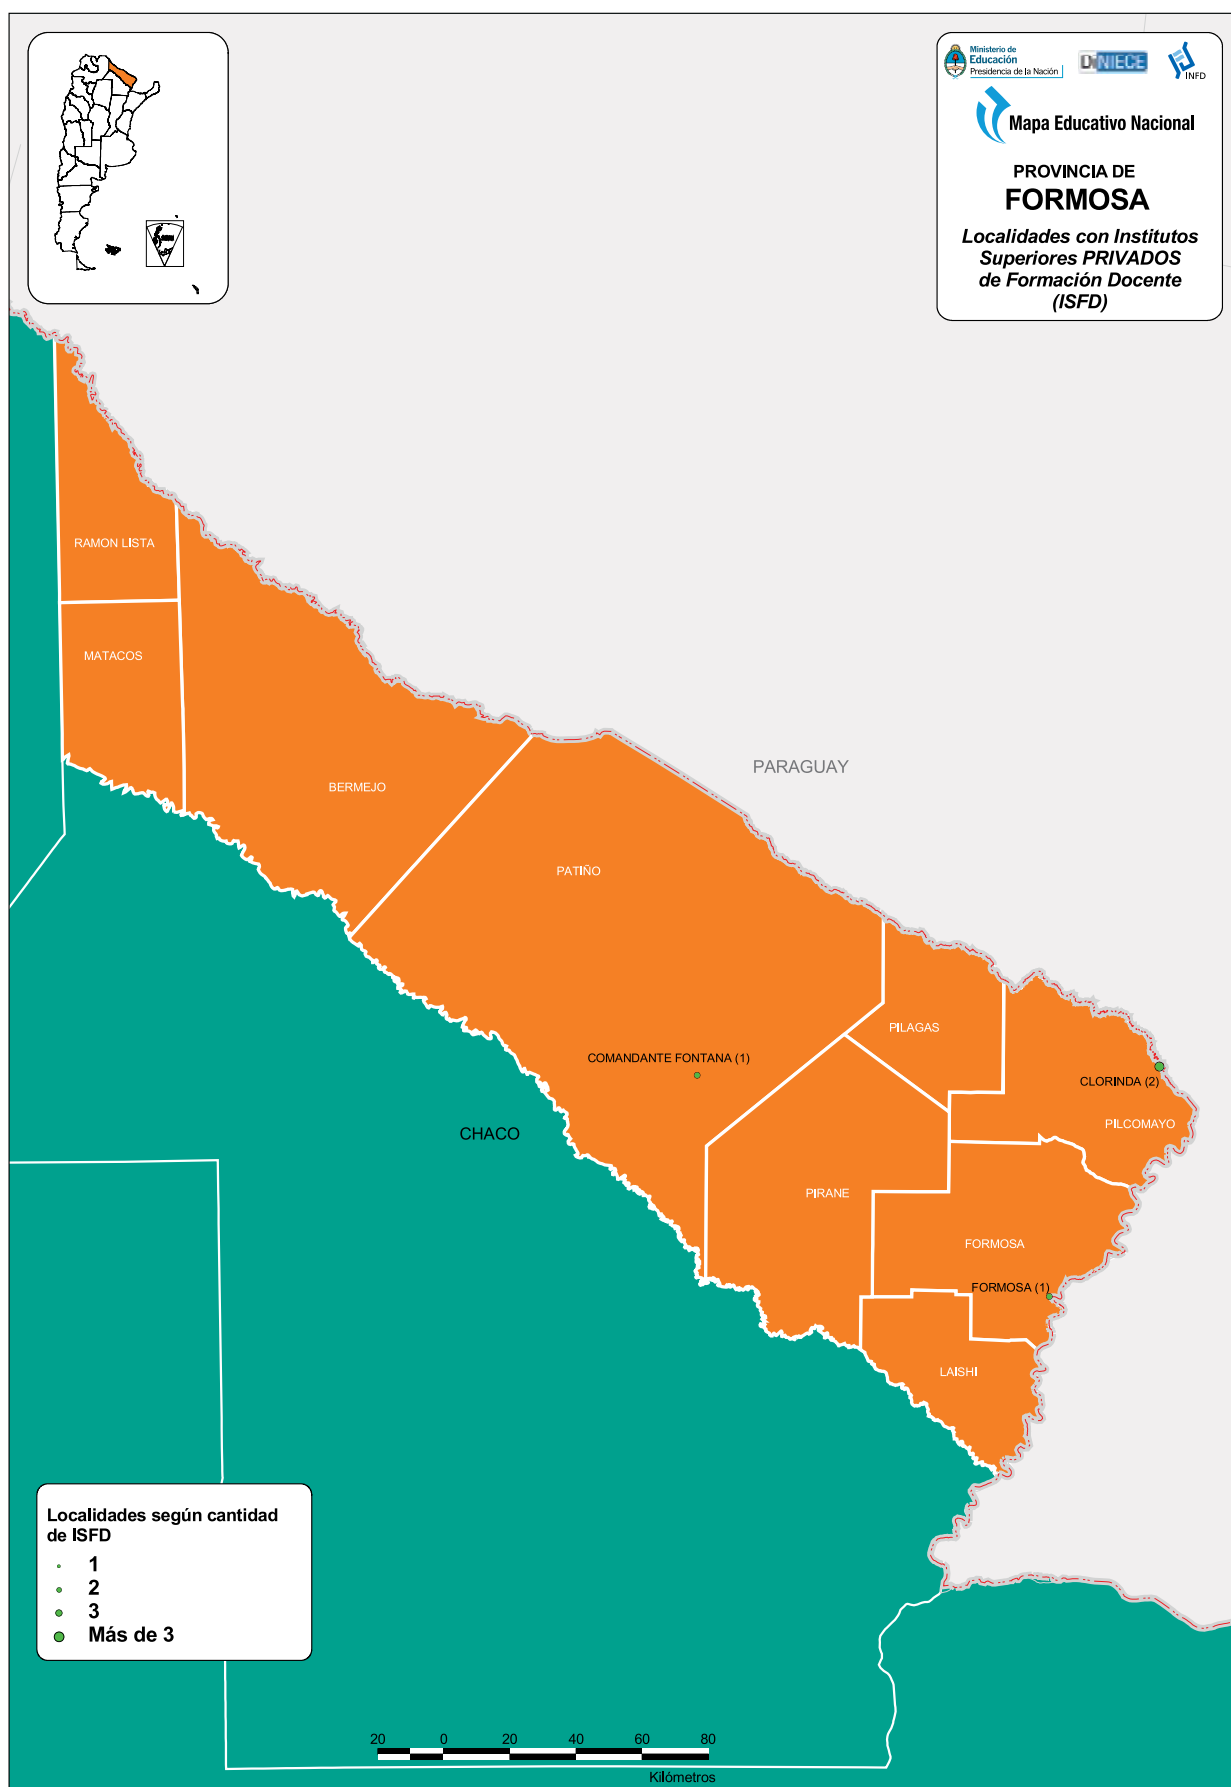 Ministerio de
Educación
Presidencia de la Nación
DiNIECE
INFD
Mapa Educativo Nacional
PROVINCIA DE
FORMOSA
Localidades con Institutos
Superiores PRIVADOS
de Formación Docente
(ISFD)
RAMON LISTA
MATACOS
BERMEJO
PARAGUAY
PATIÑO
PILAGAS
COMANDANTE FONTANA (1)
CLORINDA (2)
PILCOMAYO
CHACO
PIRANE
FORMOSA
FORMOSA (1)
LAISHI
Localidades según cantidad
de ISFD
1
2
3
Más de 3
20 0 20 40 60 80
Kilómetros